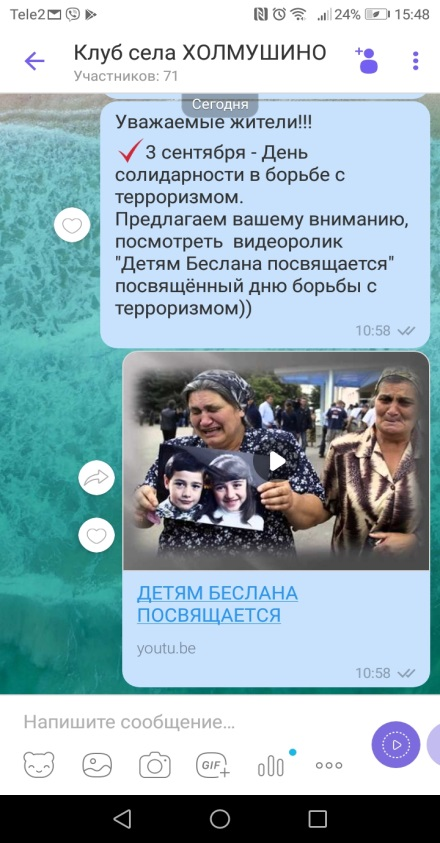 Tele2 24% 15:48
Клуб села ХОЛМУШИНО
Участников: 71
Сегодня
Уважаемые жители!!!
3 сентября - День
солидарности в борьбе с
терроризмом.
Предлагаем вашему вниманию,
посмотреть видеоролик
"Детям Беслана посвящается"
посвящённый дню борьбы с
терроризмом))
10:58
ДЕТЯМ БЕСЛАНА
ПОСВЯЩАЕТСЯ
youtu.be
10:58
Напишите сообщение...
GIF